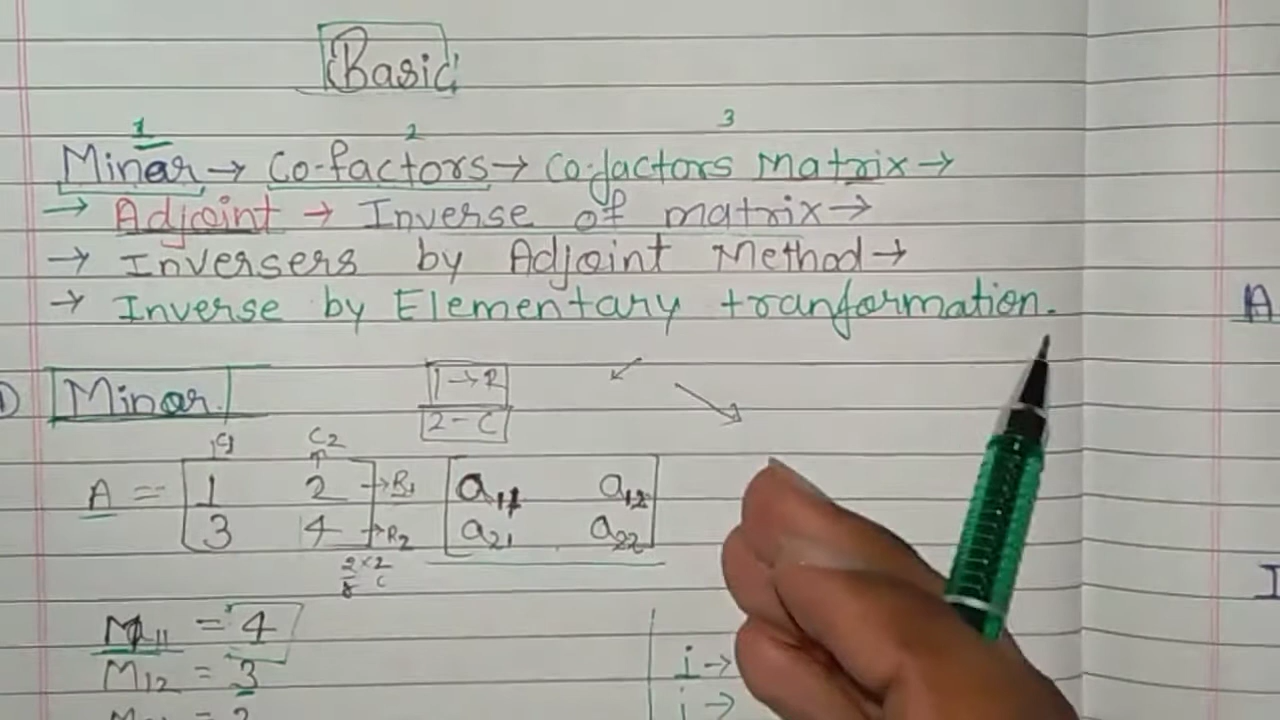 Basic
1 2 3
Minor → Co-factors → Co-factors Matrix →
→ Adjoint → Inverse of matrix →
→ Inversers by Adjoint Method →
→ Inverse by Elementary tranformation.
Minor. 1 → R
2 - C
C1 C2
A = 1 2 → R1 a11 a12
3 4 → R2 a21 a22
2×2
C
M11 = 4
M12 = 3 i →
j →
A
I